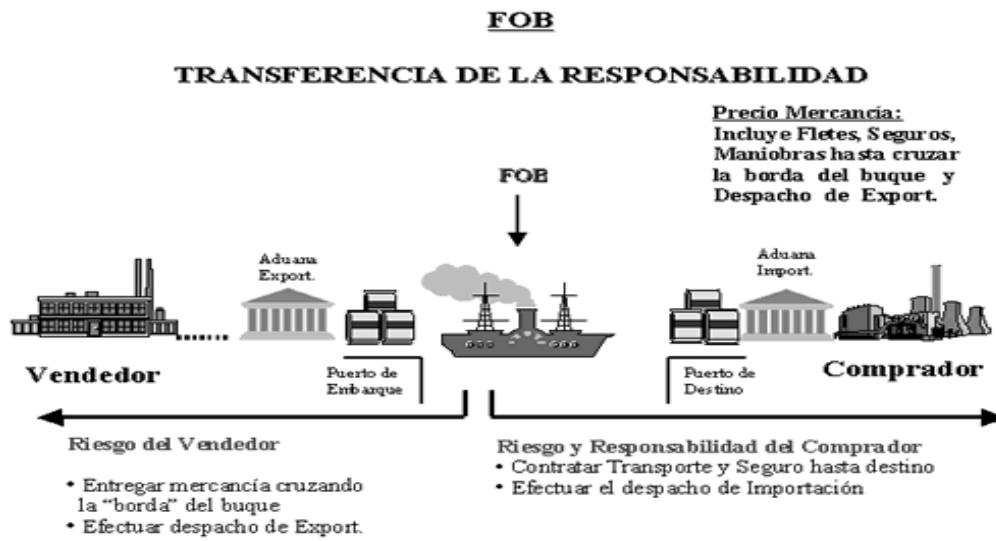 FOB
TRANSFERENCIA DE LA RESPONSABILIDAD
Precio Mercancía:
Incluye Fletes, Seguros,
Maniobras hasta cruzar
la borda del buque y
Despacho de Export.
FOB
Aduana
Export.
Aduana
Import.
Vendedor
Puerto de
Embarque
Puerto de
Destino
Comprador
Riesgo del Vendedor
• Entregar mercancía cruzando
la "borda" del buque
• Efectuar despacho de Export.
Riesgo y Responsabilidad del Comprador
• Contratar Transporte y Seguro hasta destino
• Efectuar el despacho de Importación